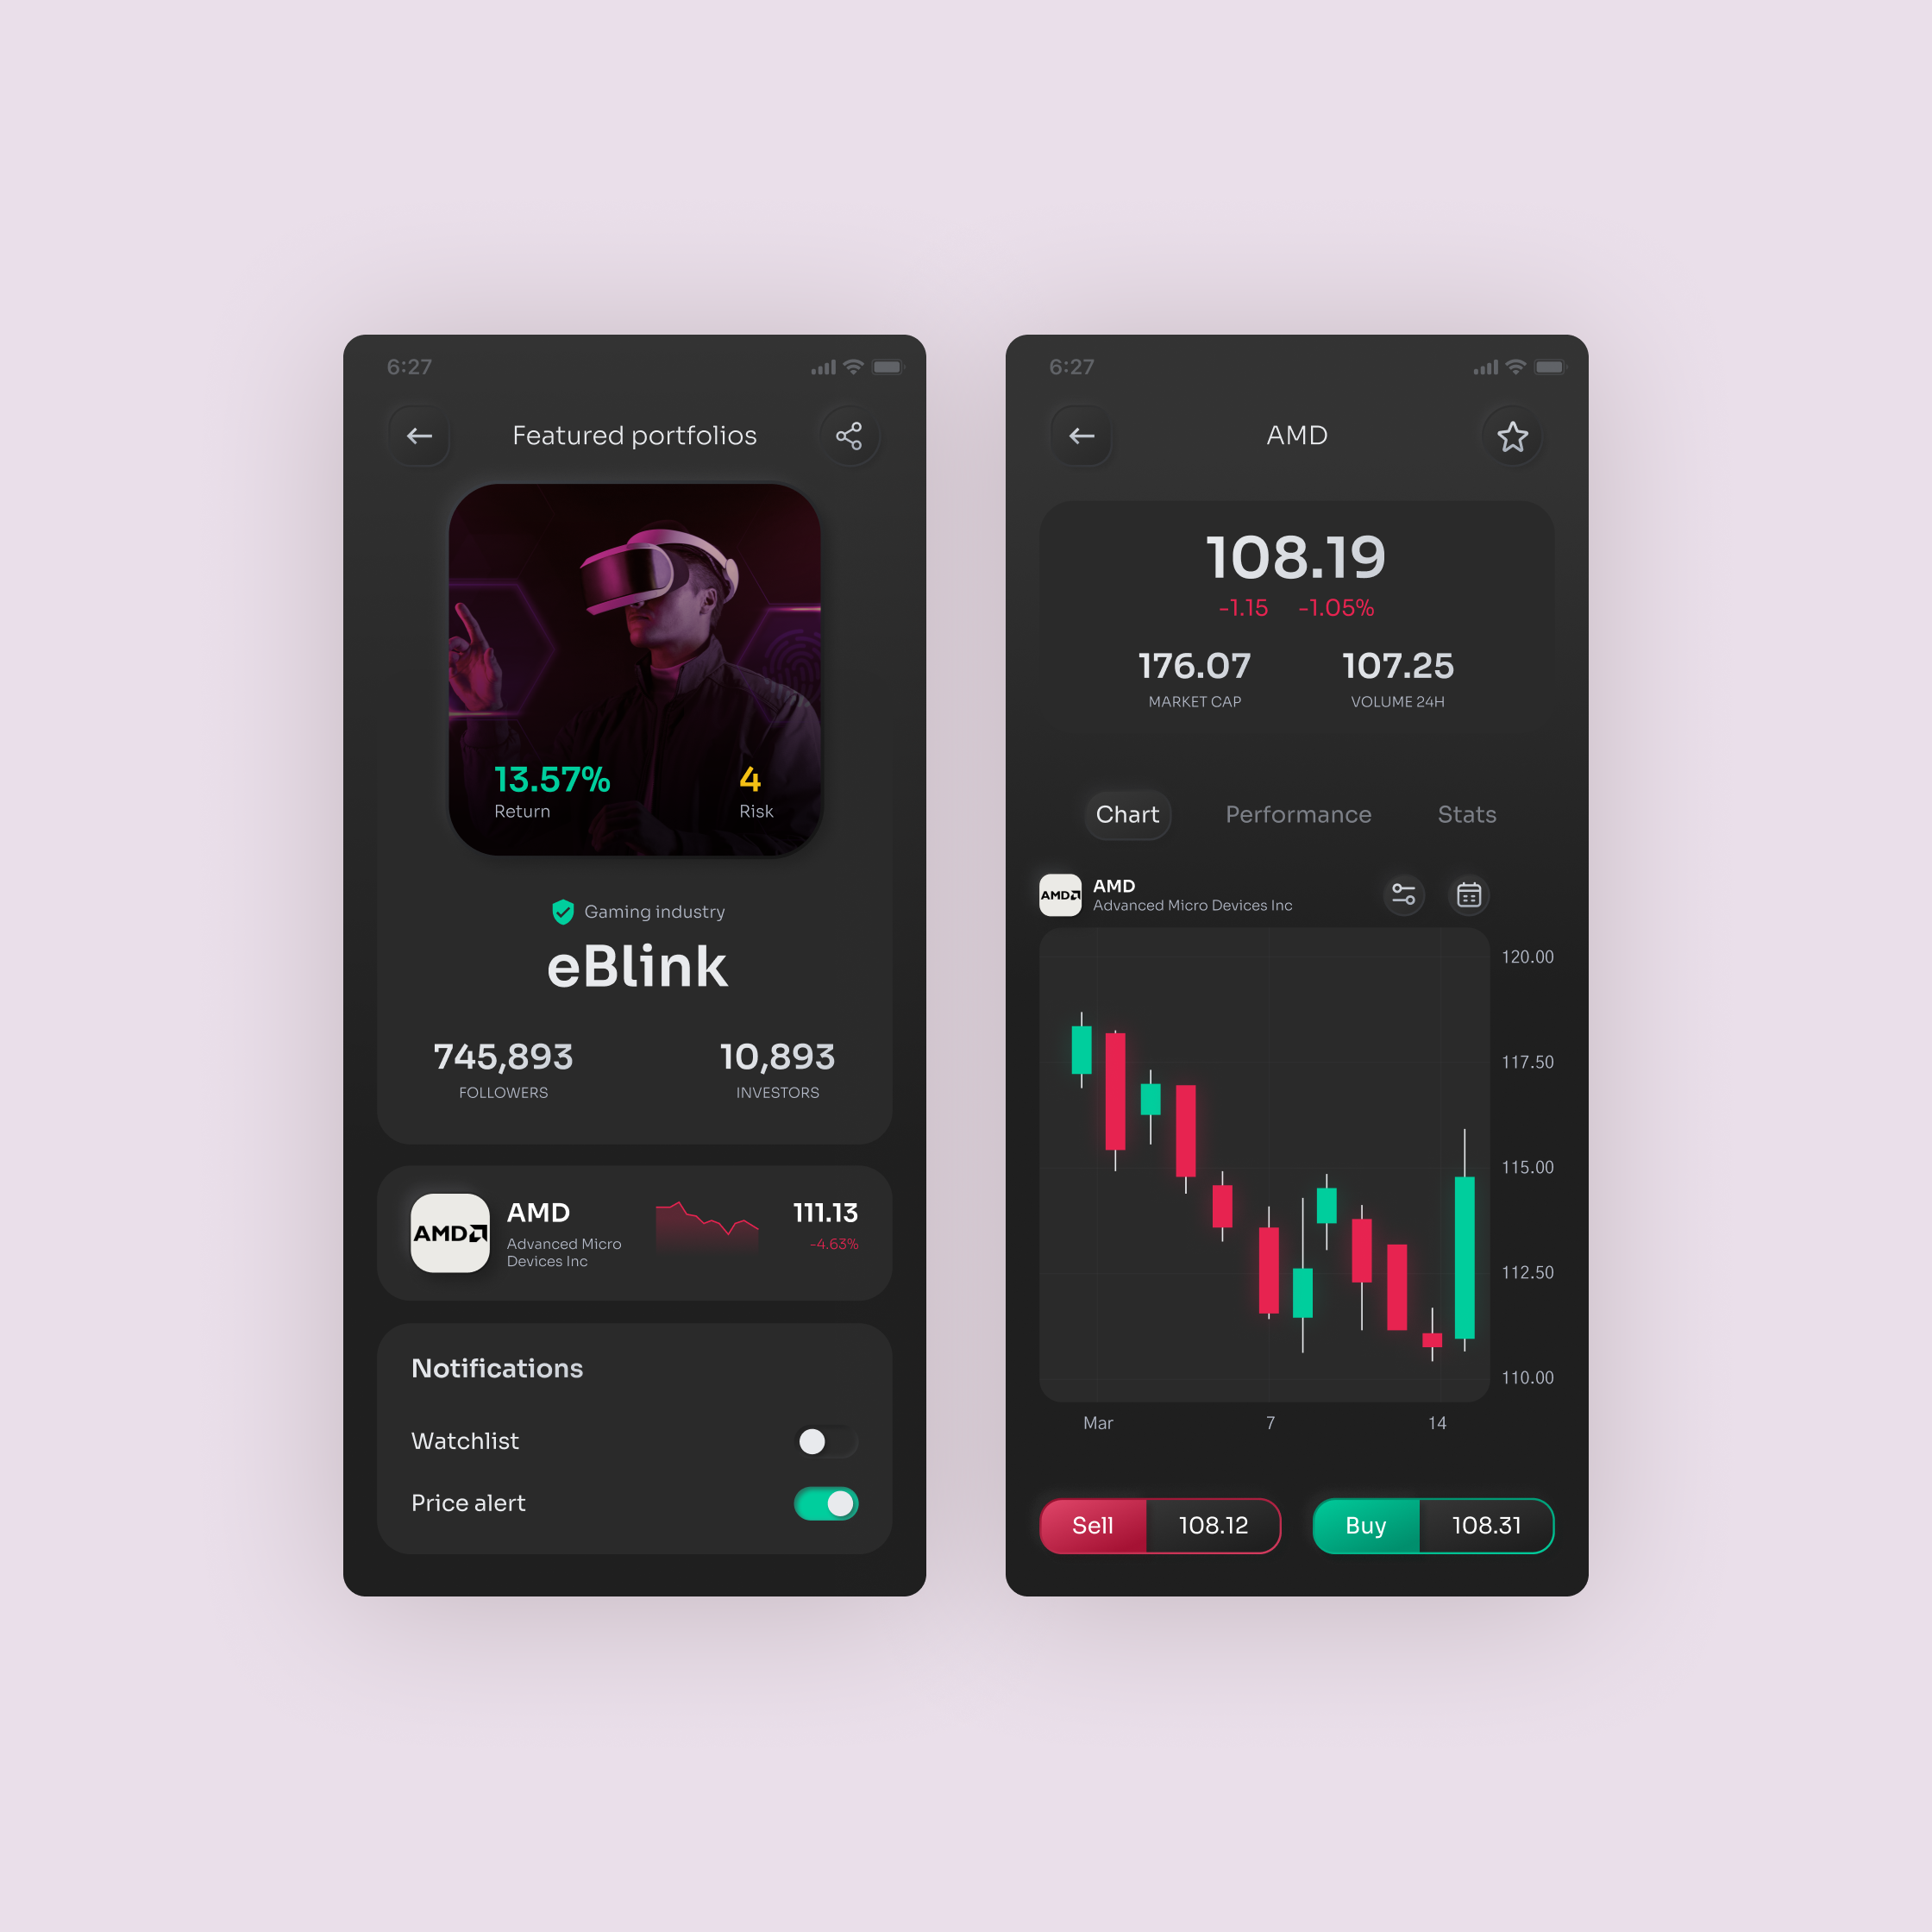 6:27
Featured portfolios
13.57%
Return
4
Risk
Gaming industry
eBlink
745,893
FOLLOWERS
10,893
INVESTORS
AMD
AMD
Advanced Micro
Devices Inc
111.13
-4.63%
Notifications
Watchlist
Price alert
6:27
AMD
108.19
-1.15 -1.05%
176.07
MARKET CAP
107.25
VOLUME 24H
Chart Performance Stats
AMD
AMD
Advanced Micro Devices Inc
120.00
117.50
115.00
112.50
110.00
Mar 7 14
Sell 108.12
Buy 108.31